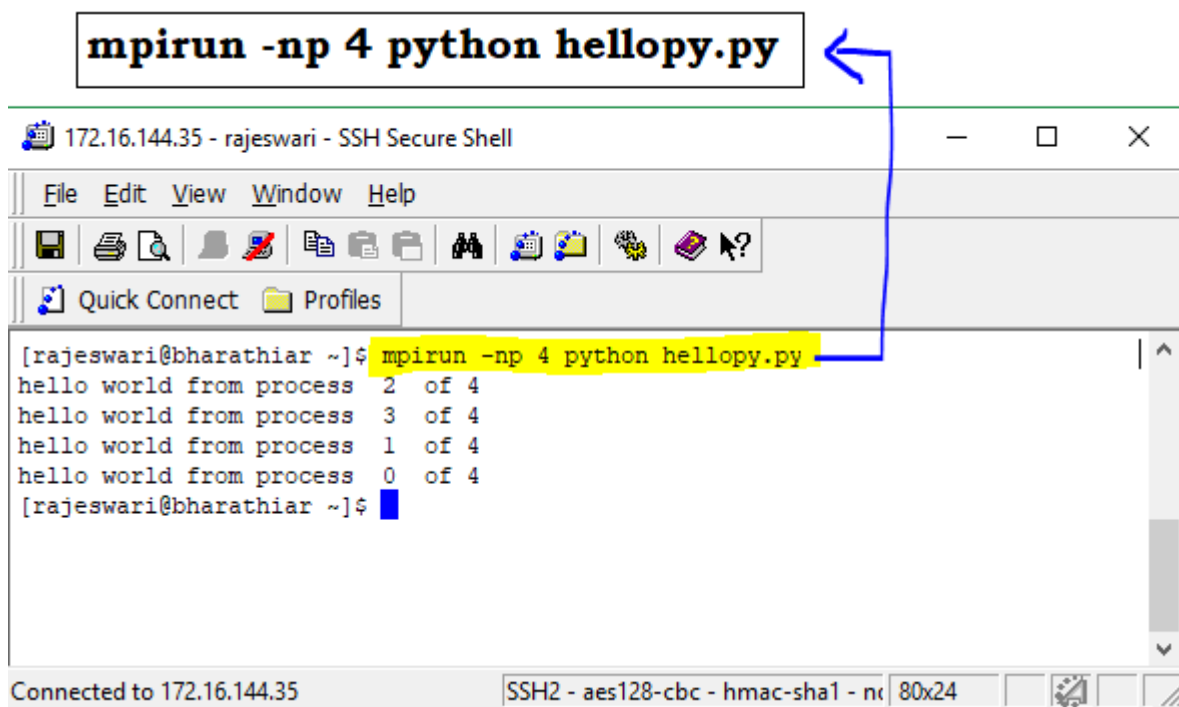 mpirun -np 4 python hellopy.py
172.16.144.35 - rajeswari - SSH Secure Shell
File Edit View Window Help
Quick Connect Profiles
[rajeswari@bharathiar ~]$ mpirun -np 4 python hellopy.py
hello world from process 2 of 4
hello world from process 3 of 4
hello world from process 1 of 4
hello world from process 0 of 4
[rajeswari@bharathiar ~]$
Connected to 172.16.144.35 SSH2 - aes128-cbc - hmac-sha1 - no 80x24